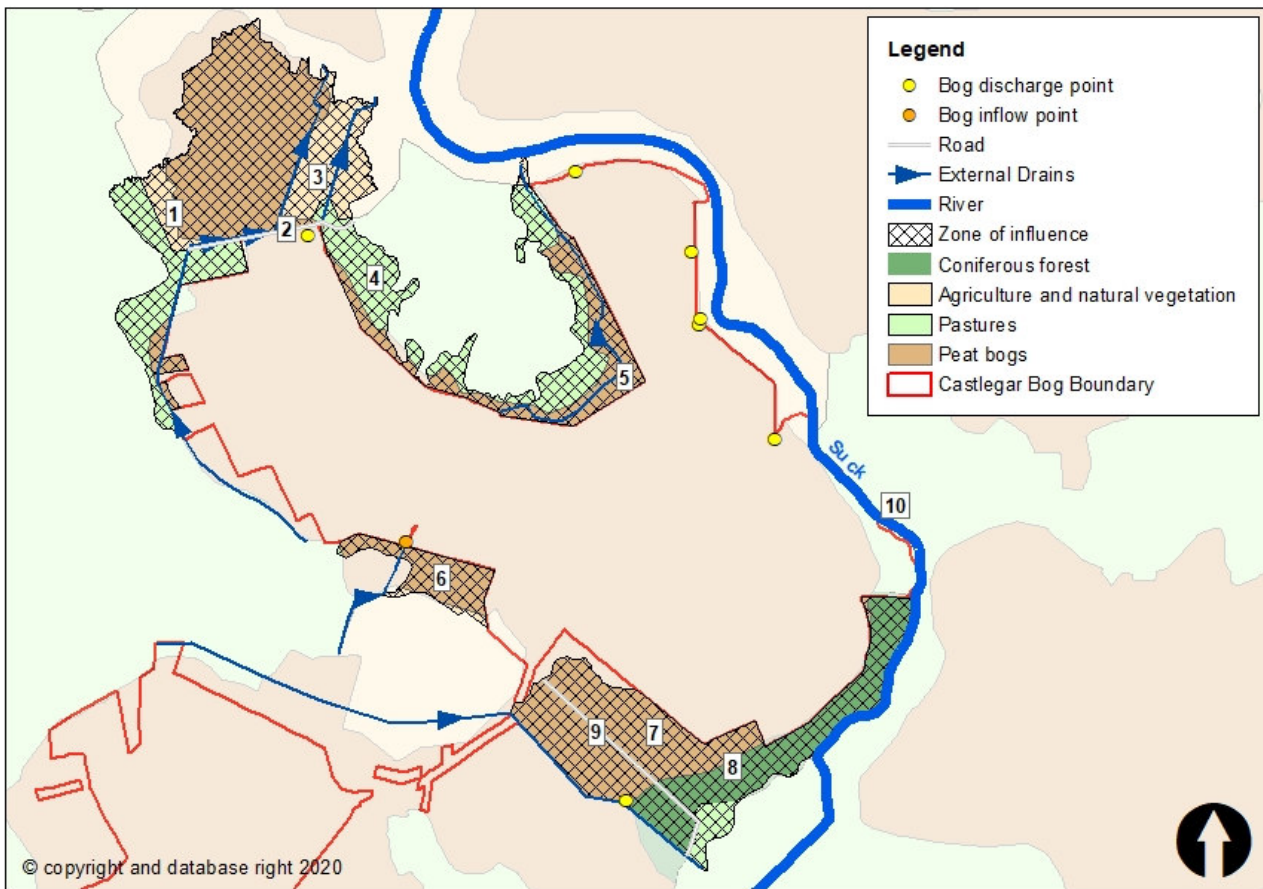 Legend
Bog discharge point
Bog inflow point
Road
External Drains
River
Zone of influence
Coniferous forest
Agriculture and natural vegetation
Pastures
Peat bogs
Castlegar Bog Boundary
1
2
3
4
5
Su ck
10
6
7
9
8
© copyright and database right 2020